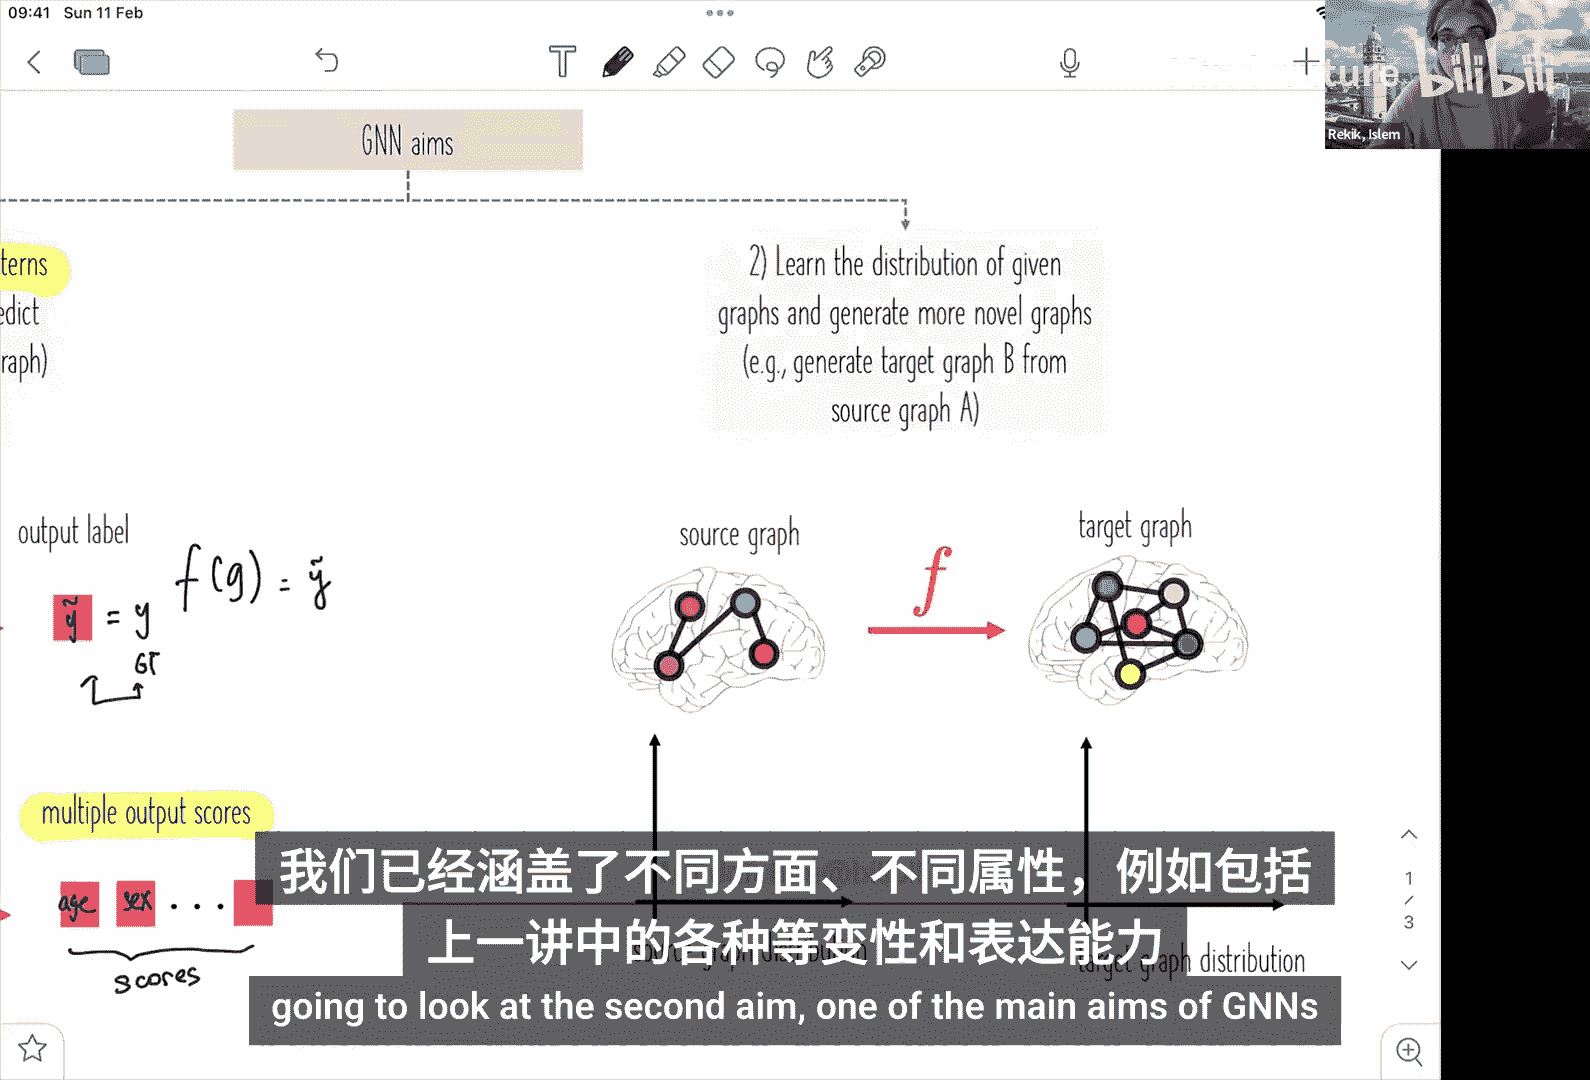 09:41 Sun 11 Feb
ture
bilibili
Rekik, Islem
GNN aims
terns
edict
raph)
2) Learn the distribution of given
graphs and generate more novel graphs
(e.g., generate target graph B from
source graph A)
output label
f(g) = ỹ
ỹ = y
GT
source graph
f
target graph
multiple output scores
age sex ...
scores
target graph distribution
1
/
3
我们已经涵盖了不同方面、不同属性，例如包括
上一讲中的各种等变性和表达能力
going to look at the second aim, one of the main aims of GNNs